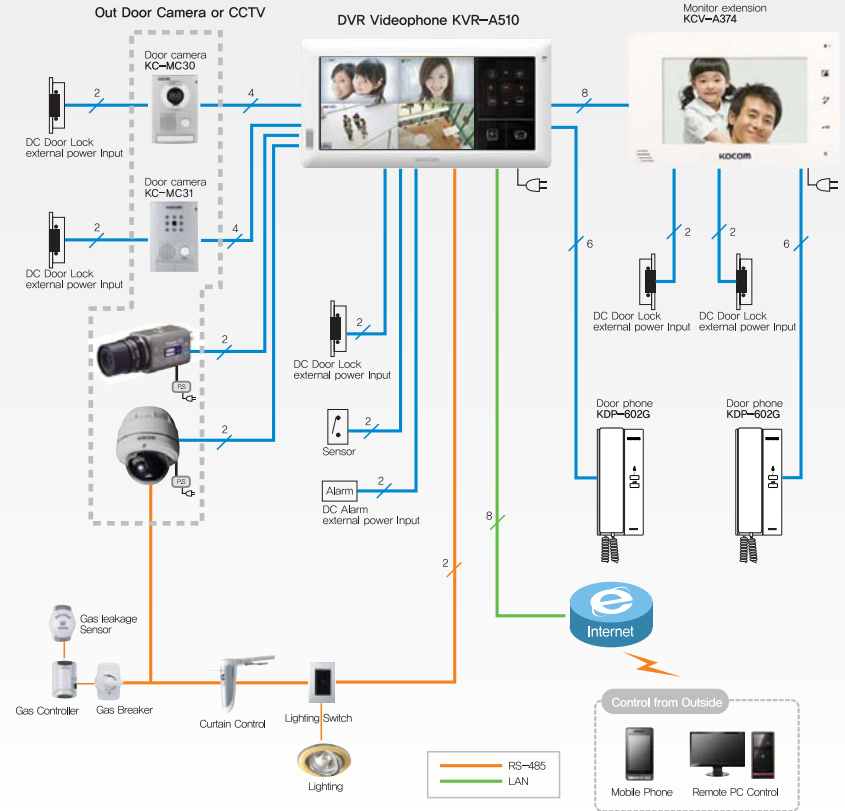 Out Door Camera or CCTV
DVR Videophone KVR-A510
Monitor extension
KCV-A374
Door camera
KC-MC30
2
4
8
DC Door Lock
external power Input
KOCOM
KOCOM
Door camera
KC-MC31
2
4
DC Door Lock
external power Input
6
2
2
6
DC Door Lock
external power Input
DC Door Lock
external power Input
2
P.S
2
DC Door Lock
external power Input
2
P.S
2
Sensor
Alarm
2
DC Alarm
external power Input
Door phone
KDP-602G
Door phone
KDP-602G
8
2
Internet
Gas leakage
Sensor
Gas Controller
Gas Breaker
Curtain Control
Lighting Switch
Lighting
RS-485
LAN
Control from Outside
Mobile Phone
Remote PC Control